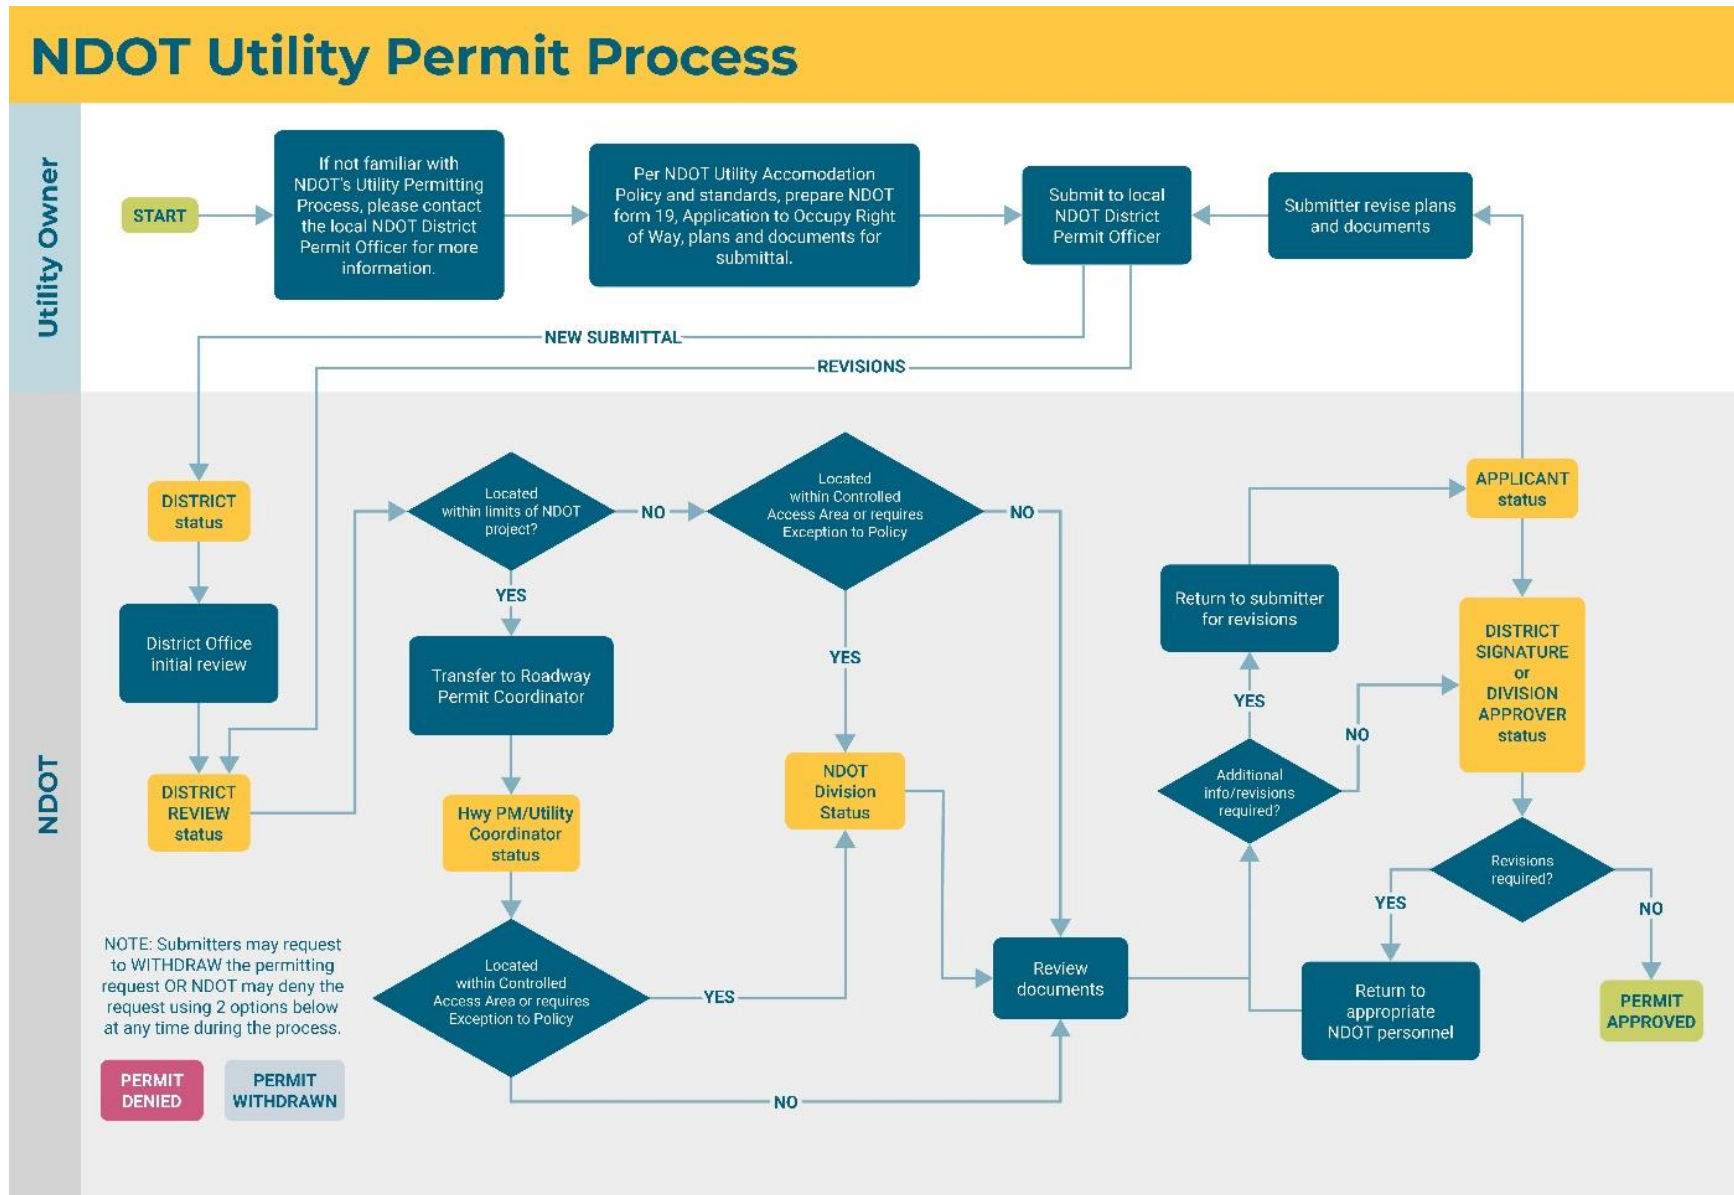 NDOT Utility Permit Process
Utility Owner
START
If not familiar with
NDOT's Utility Permitting
Process, please contact
the local NDOT District
Permit Officer for more
information.
Per NDOT Utility Accomodation
Policy and standards, prepare NDOT
form 19, Application to Occupy Right
of Way, plans and documents for
submittal.
Submit to local
NDOT District
Permit Officer
Submitter revise plans
and documents
NEW SUBMITTAL
REVISIONS
NDOT
DISTRICT
status
District Office
initial review
DISTRICT
REVIEW
status
Located
within limits of NDOT
project?
NO
YES
Transfer to Roadway
Permit Coordinator
Hwy PM/Utility
Coordinator
status
Located
within Controlled
Access Area or requires
Exception to Policy
YES
NO
Located
within Controlled
Access Area or requires
Exception to Policy
NO
YES
NDOT
Division
Status
Review
documents
Additional
info/revisions
required?
YES
NO
Return to submitter
for revisions
APPLICANT
status
DISTRICT
SIGNATURE
or
DIVISION
APPROVER
status
Revisions
required?
YES
NO
Return to
appropriate
NDOT personnel
PERMIT
APPROVED
NOTE: Submitters may request
to WITHDRAW the permitting
request OR NDOT may deny the
request using 2 options below
at any time during the process.
PERMIT
DENIED
PERMIT
WITHDRAWN